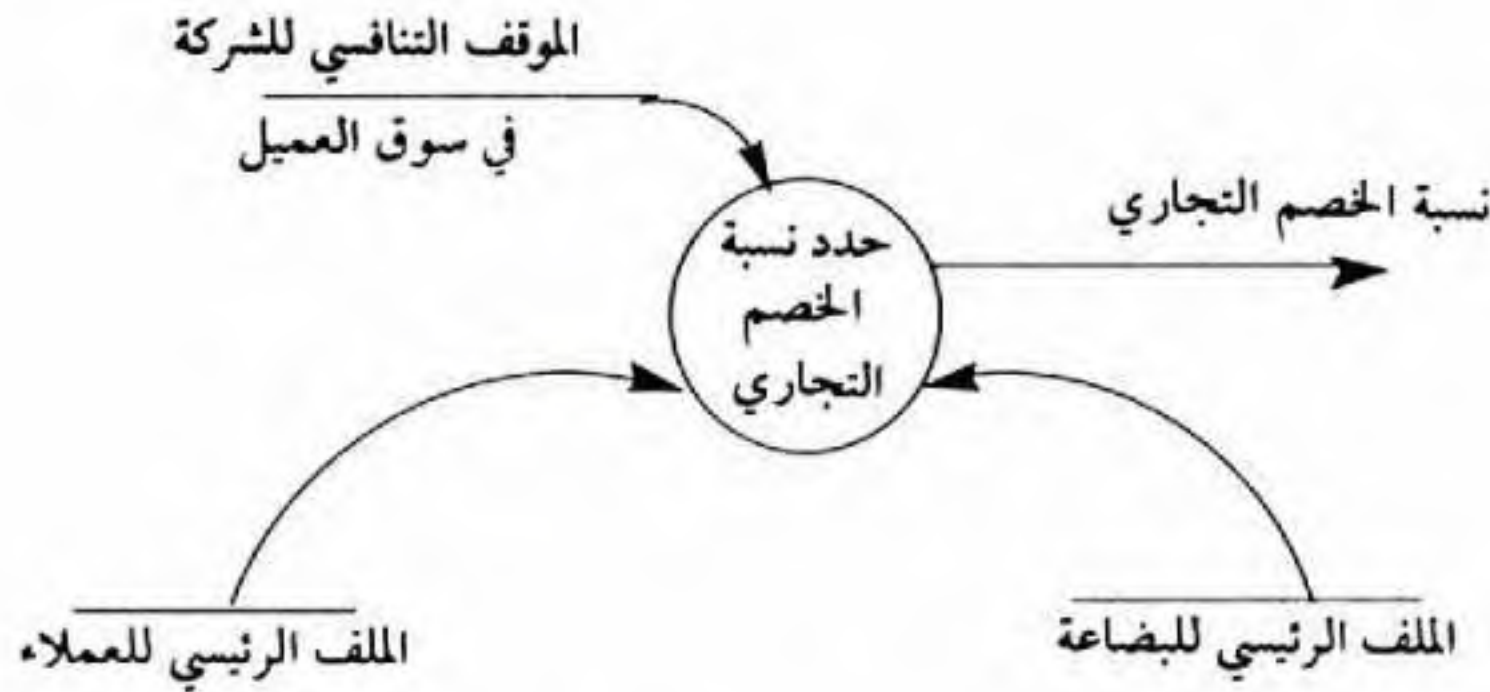 الموقف التنافسي للشركة
في سوق العميل
نسبة الخصم التجاري
حدد نسبة
الخصم
التجاري
الملف الرئيسي للبضاعة
الملف الرئيسي للعملاء